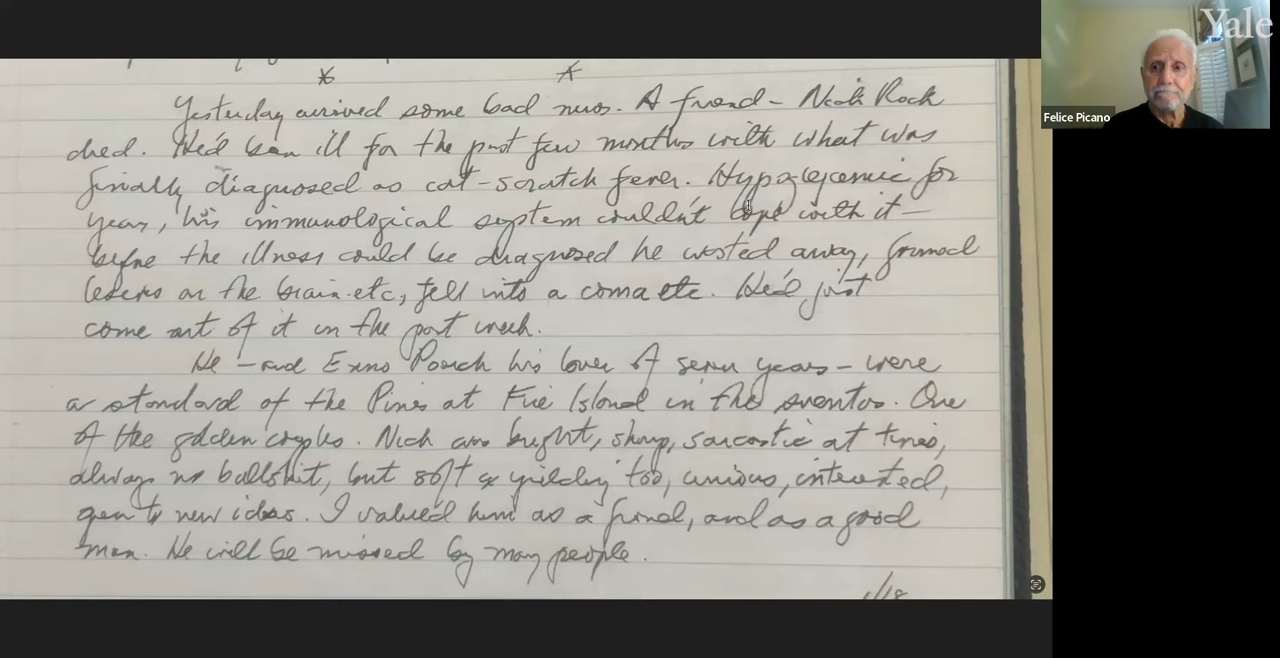 Yesterday arrived some bad news. A friend – Nick Rock
died. He'd been ill for the past few months with what was
finally diagnosed as cat-scratch fever. Hypoglycemic for
years, his immunological system couldn't cope with it –
before the illness could be diagnosed he wasted away, formed
lesions on the brain etc, fell into a coma etc. He'd just
come out of it in the past week.
He – and Enno Poersch his lover of seven years – were
a standard of the Pines at Fire Island in the seventies. One
of the golden couples. Nick was bright, sharp, sarcastic at times,
always no bullshit, but soft & yielding too, curious, interested,
open to new ideas. I valued him as a friend, and as a good
man. He will be missed by many people.
1/18
Yale
Felice Picano